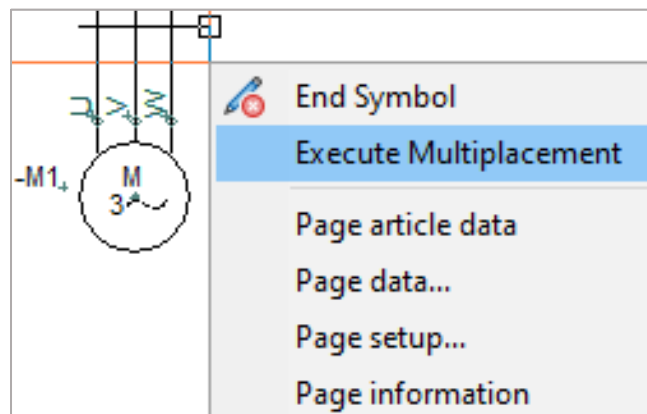 U V W
-M1
M
3~
End Symbol
Execute Multiplacement
Page article data
Page data...
Page setup...
Page information